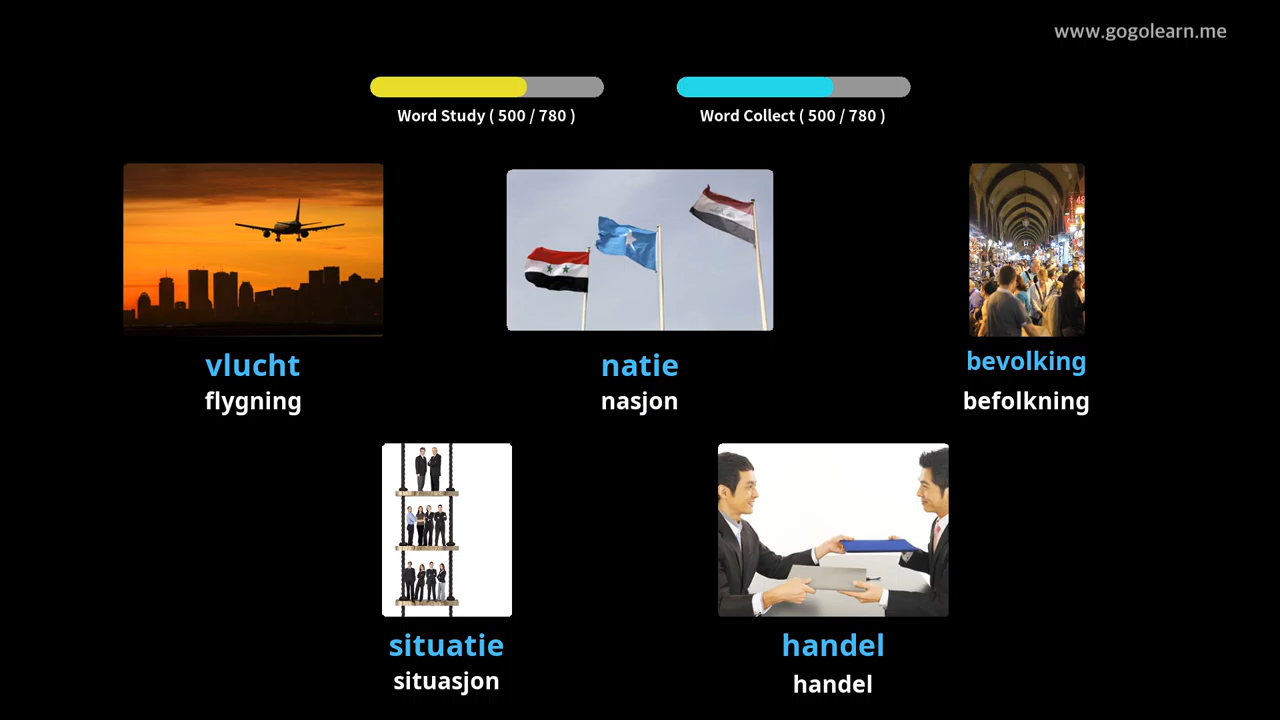 www.gogolearn.me
Word Study ( 500 / 780 )
Word Collect ( 500 / 780 )
vlucht
flygning
natie
nasjon
bevolking
befolkning
situatie
situasjon
handel
handel